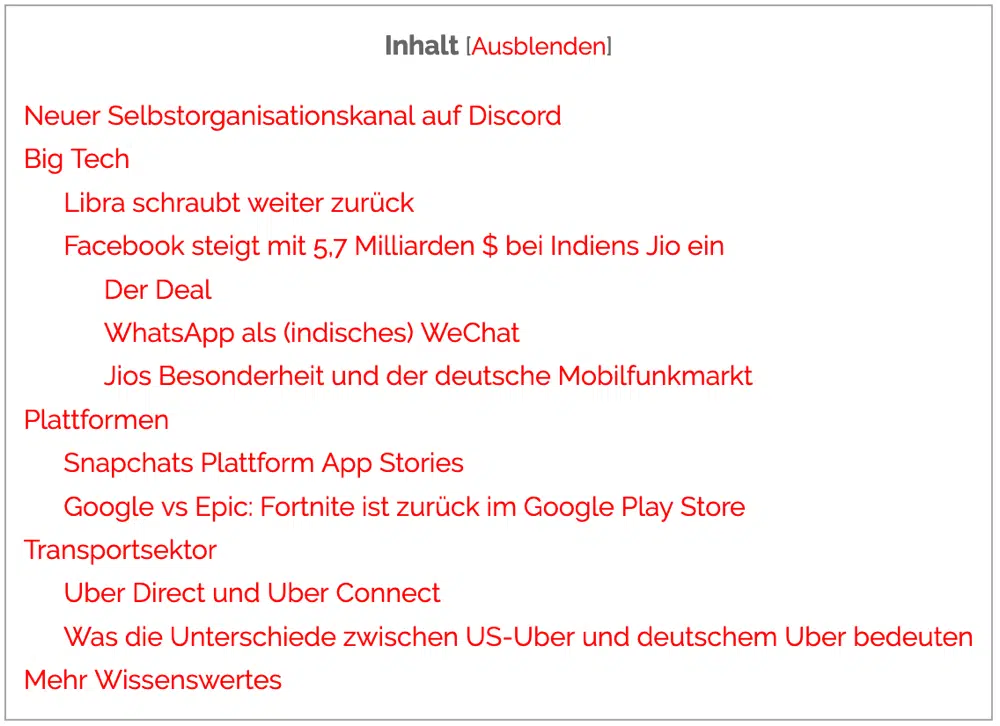 Inhalt [Ausblenden]
Neuer Selbstorganisationskanal auf Discord
Big Tech
Libra schraubt weiter zurück
Facebook steigt mit 5,7 Milliarden $ bei Indiens Jio ein
Der Deal
WhatsApp als (indisches) WeChat
Jios Besonderheit und der deutsche Mobilfunkmarkt
Plattformen
Snapchats Plattform App Stories
Google vs Epic: Fortnite ist zurück im Google Play Store
Transportsektor
Uber Direct und Uber Connect
Was die Unterschiede zwischen US-Uber und deutschem Uber bedeuten
Mehr Wissenswertes